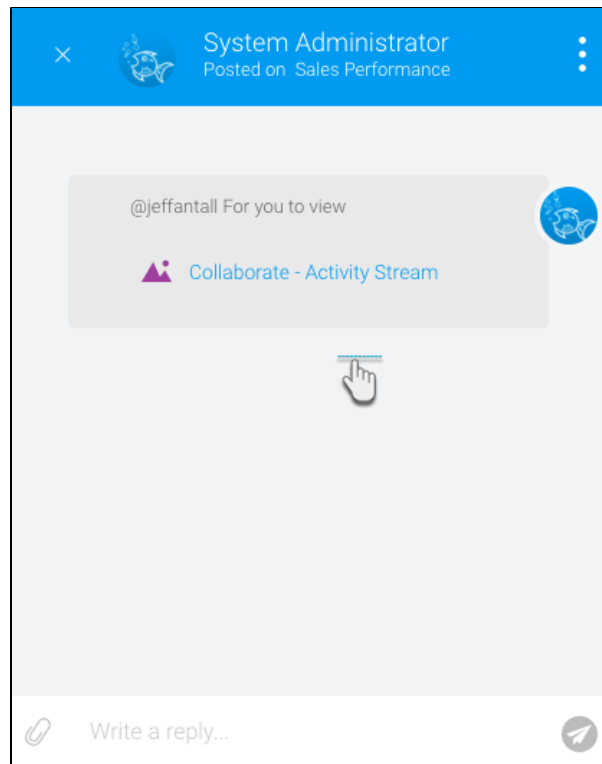 System Administrator
Posted on Sales Performance
@jeffantall For you to view
Collaborate - Activity Stream
Write a reply...